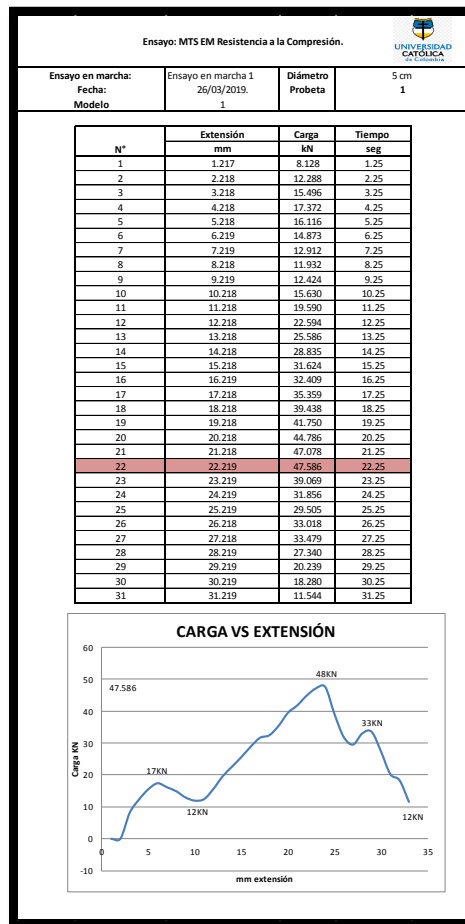 Ensayo: MTS EM Resistencia a la Compresión.
UNIVERSIDAD
CATÓLICA
de Colombia
Ensayo en marcha: Ensayo en marcha 1 Diámetro 5 cm
Fecha: 26/03/2019. Probeta 1
Modelo 1
Extensión Carga Tiempo
N° mm kN seg
1 1.217 8.128 1.25
2 2.218 12.288 2.25
3 3.218 15.496 3.25
4 4.218 17.372 4.25
5 5.218 16.116 5.25
6 6.219 14.873 6.25
7 7.219 12.912 7.25
8 8.218 11.932 8.25
9 9.219 12.424 9.25
10 10.218 15.630 10.25
11 11.218 19.590 11.25
12 12.218 22.594 12.25
13 13.218 25.586 13.25
14 14.218 28.835 14.25
15 15.218 31.624 15.25
16 16.219 32.409 16.25
17 17.218 35.359 17.25
18 18.218 39.438 18.25
19 19.218 41.750 19.25
20 20.218 44.786 20.25
21 21.218 47.078 21.25
22 22.219 47.586 22.25
23 23.219 39.069 23.25
24 24.219 31.856 24.25
25 25.219 29.505 25.25
26 26.218 33.018 26.25
27 27.218 33.479 27.25
28 28.219 27.340 28.25
29 29.219 20.239 29.25
30 30.219 18.280 30.25
31 31.219 11.544 31.25
CARGA VS EXTENSIÓN
60
50
40
30
20
10
0
-10
Carga KN
47.586
17KN
12KN
48KN
33KN
12KN
0 5 10 15 20 25 30 35
mm extensión